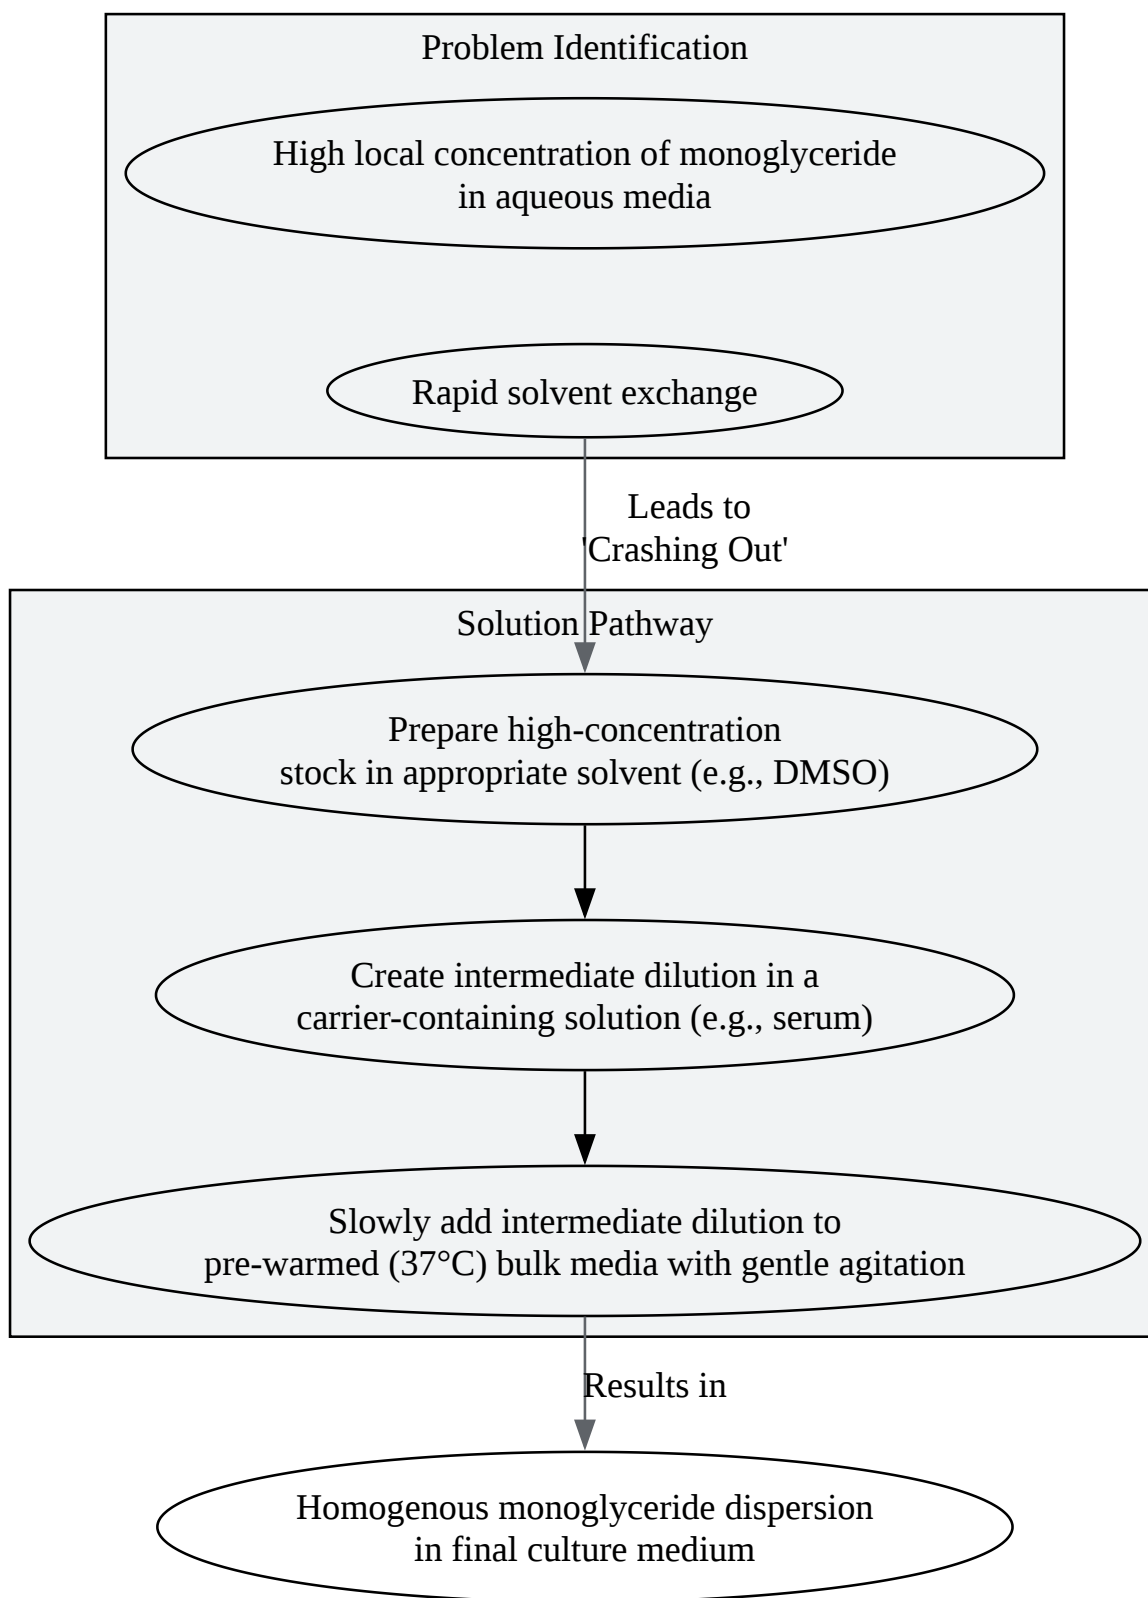 Problem Identification
High local concentration of monoglyceride
in aqueous media
Rapid solvent exchange
Leads to
'Crashing Out'
Solution Pathway
Prepare high-concentration
stock in appropriate solvent (e.g., DMSO)
Create intermediate dilution in a
carrier-containing solution (e.g., serum)
Slowly add intermediate dilution to
pre-warmed (37°C) bulk media with gentle agitation
Results in
Homogenous monoglyceride dispersion
in final culture medium